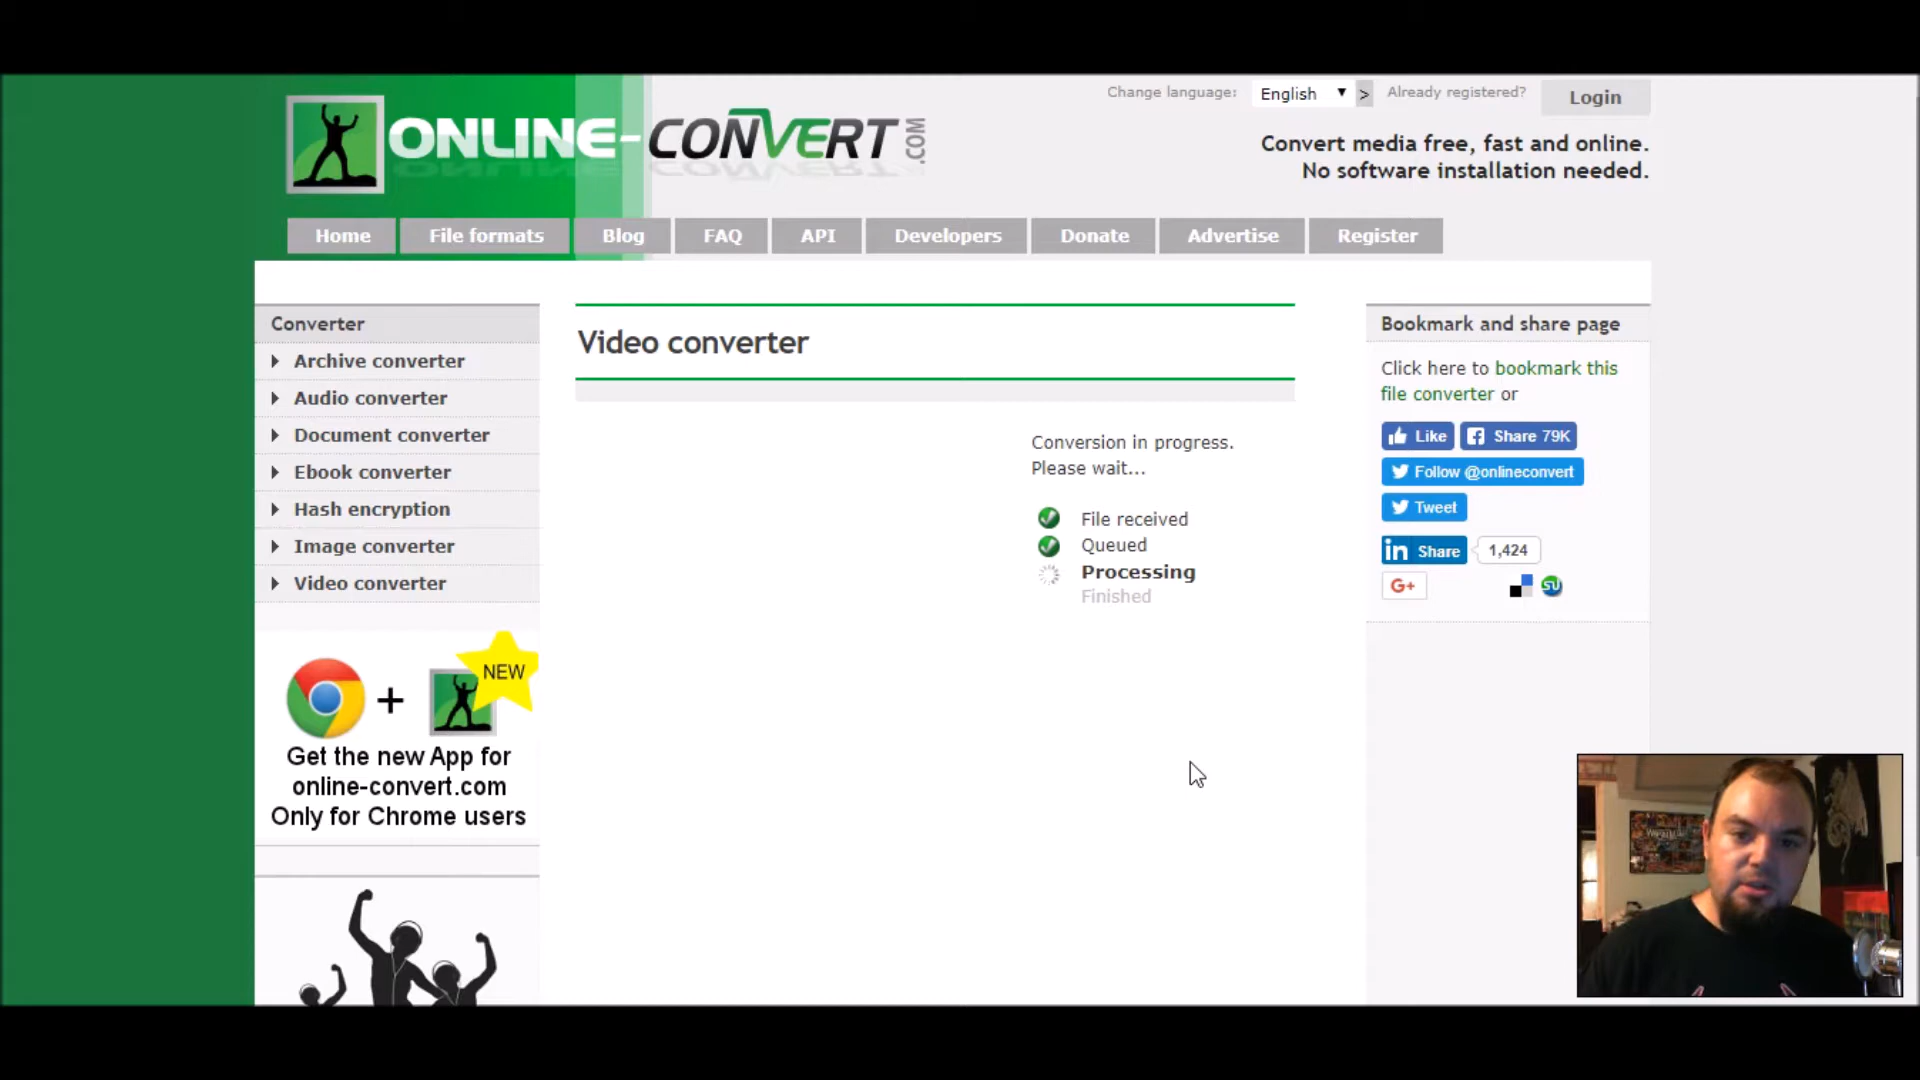 Change language:
English
>
Already registered?
Login
ONLINE-CONVERT.COM
Convert media free, fast and online.
No software installation needed.
Home
File formats
Blog
FAQ
API
Developers
Donate
Advertise
Register
Converter
Archive converter
Audio converter
Document converter
Ebook converter
Hash encryption
Image converter
Video converter
NEW
+
Get the new App for
online-convert.com
Only for Chrome users
Video converter
Conversion in progress.
Please wait...
File received
Queued
Processing
Finished
Bookmark and share page
Click here to bookmark this
file converter or
Like
Share 79K
Follow @onlineconvert
Tweet
in Share
1,424
G+